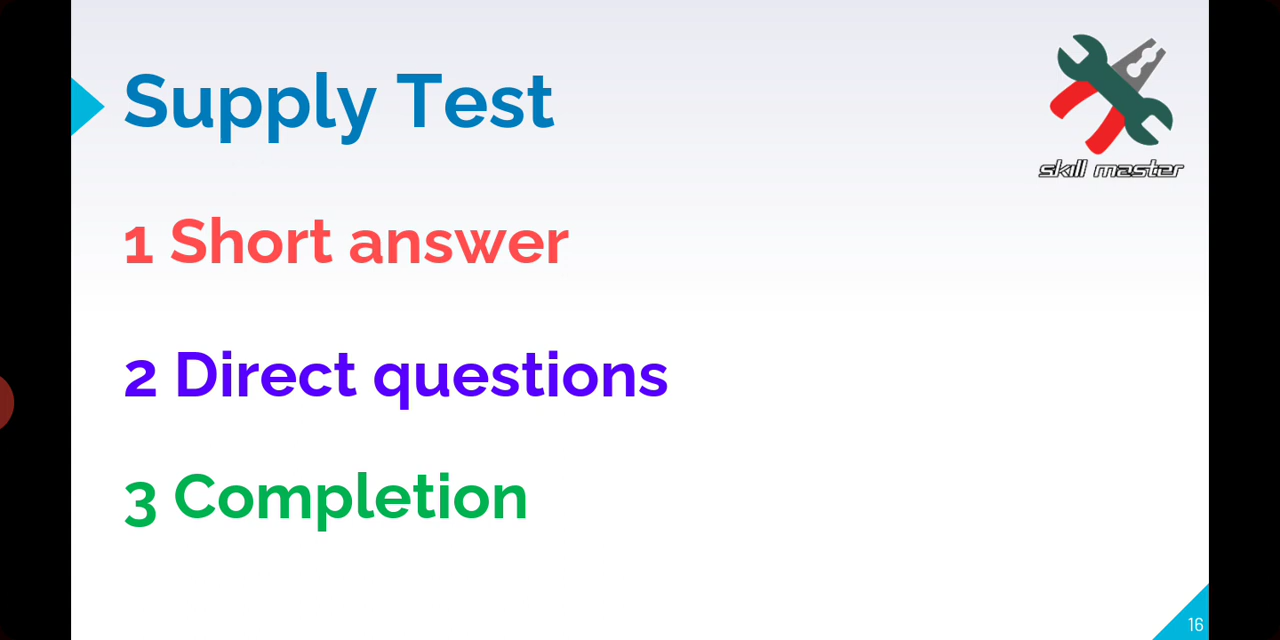 Supply Test
skill master
1 Short answer
2 Direct questions
3 Completion
16